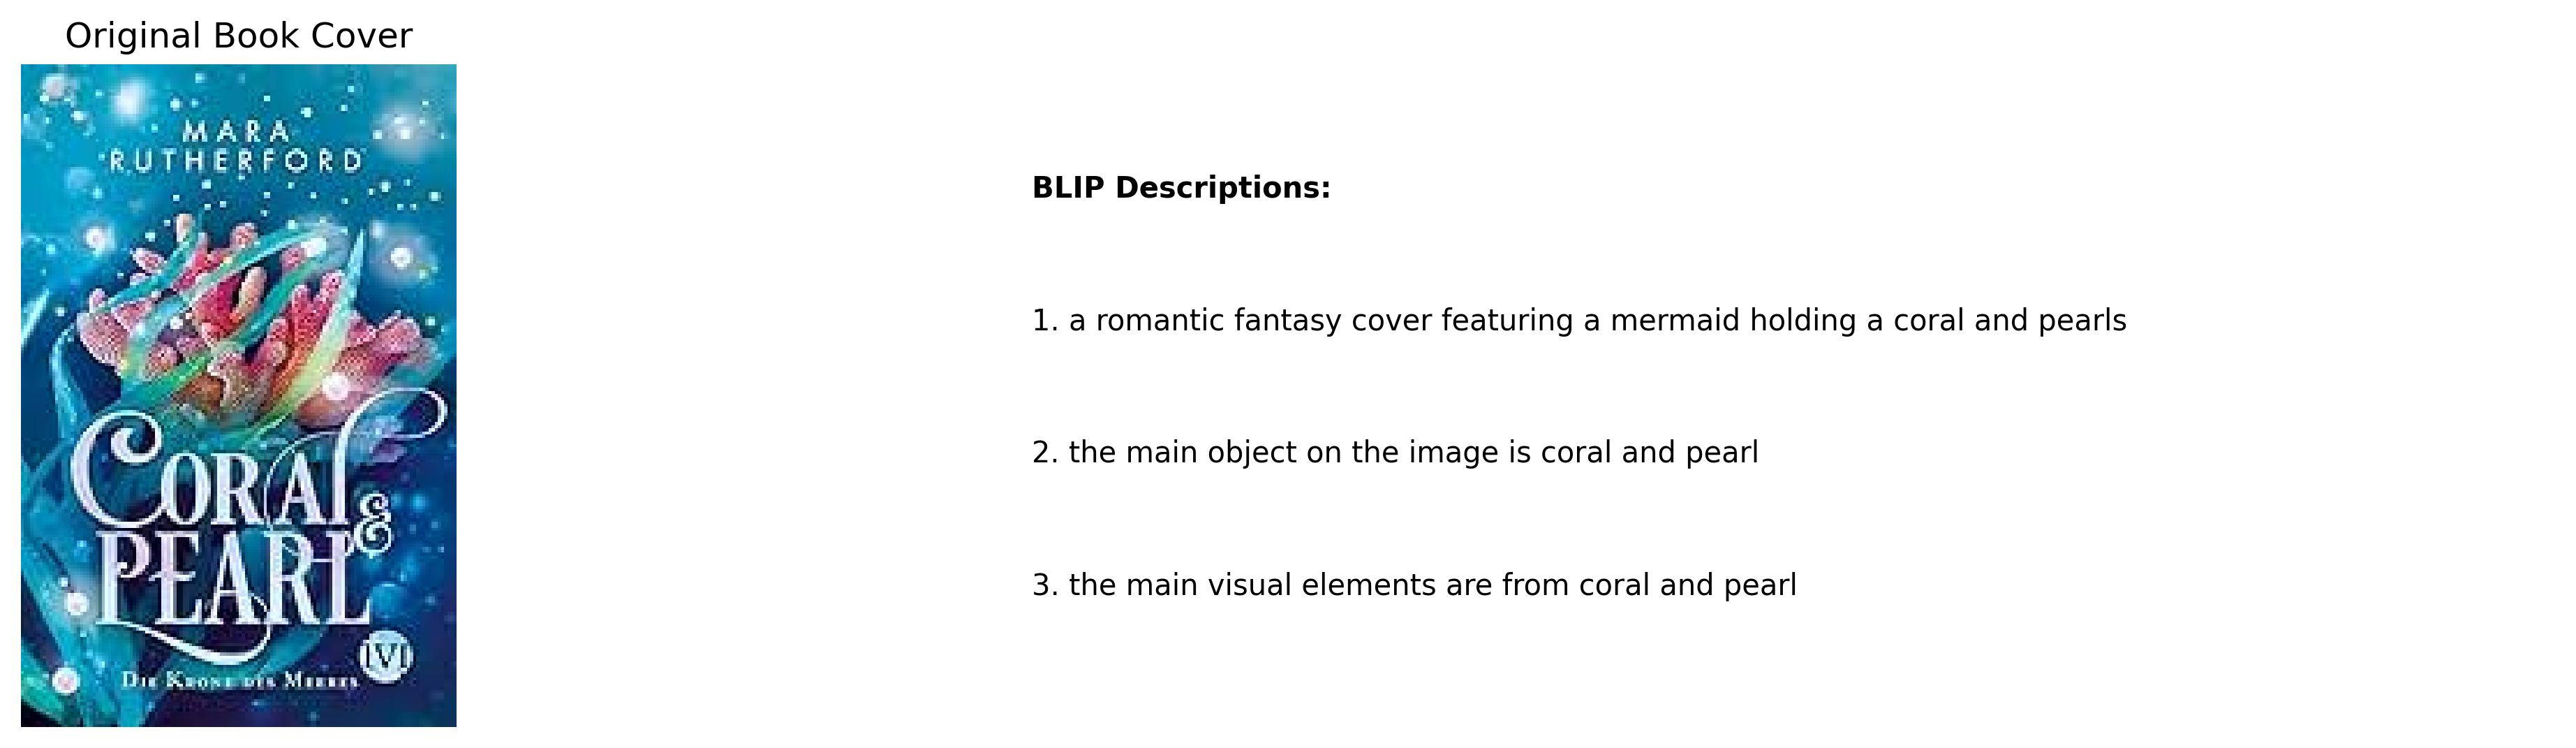 Original Book Cover
MARA
RUTHERFORD
CORAL
&
PEARL
IVI
DIE KRONE DES MEERES
BLIP Descriptions:
1. a romantic fantasy cover featuring a mermaid holding a coral and pearls
2. the main object on the image is coral and pearl
3. the main visual elements are from coral and pearl